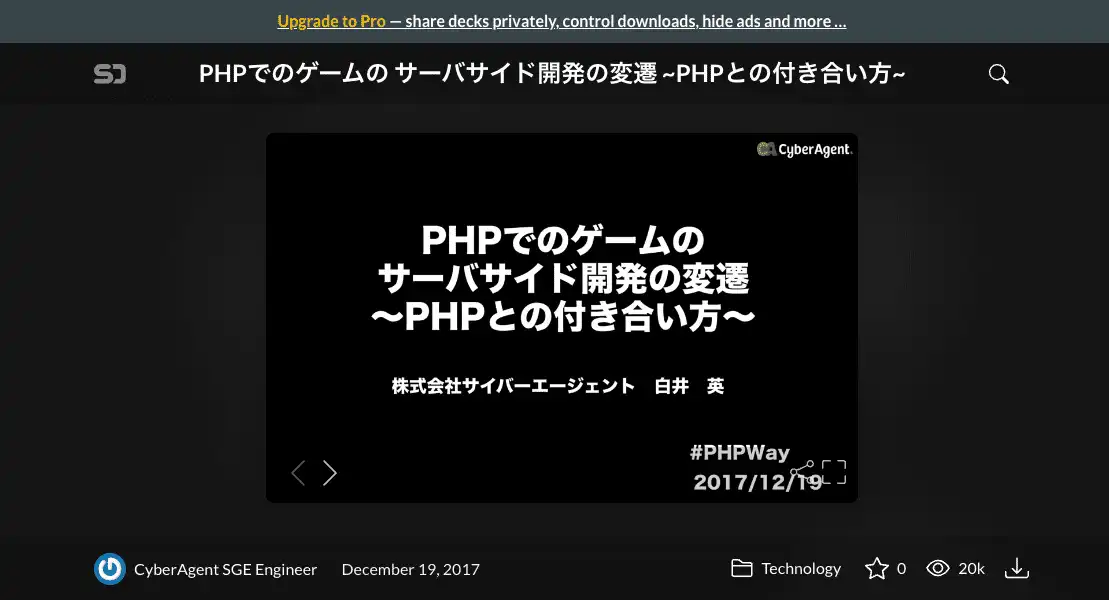 Upgrade to Pro — share decks privately, control downloads, hide ads and more …
PHPでのゲームの サーバサイド開発の変遷 ~PHPとの付き合い方~
CyberAgent.
PHPでのゲームの
サーバサイド開発の変遷
〜PHPとの付き合い方〜
株式会社サイバーエージェント　白井　英
#PHPWay
2017/12/19
CyberAgent SGE Engineer
December 19, 2017
Technology
0
20k